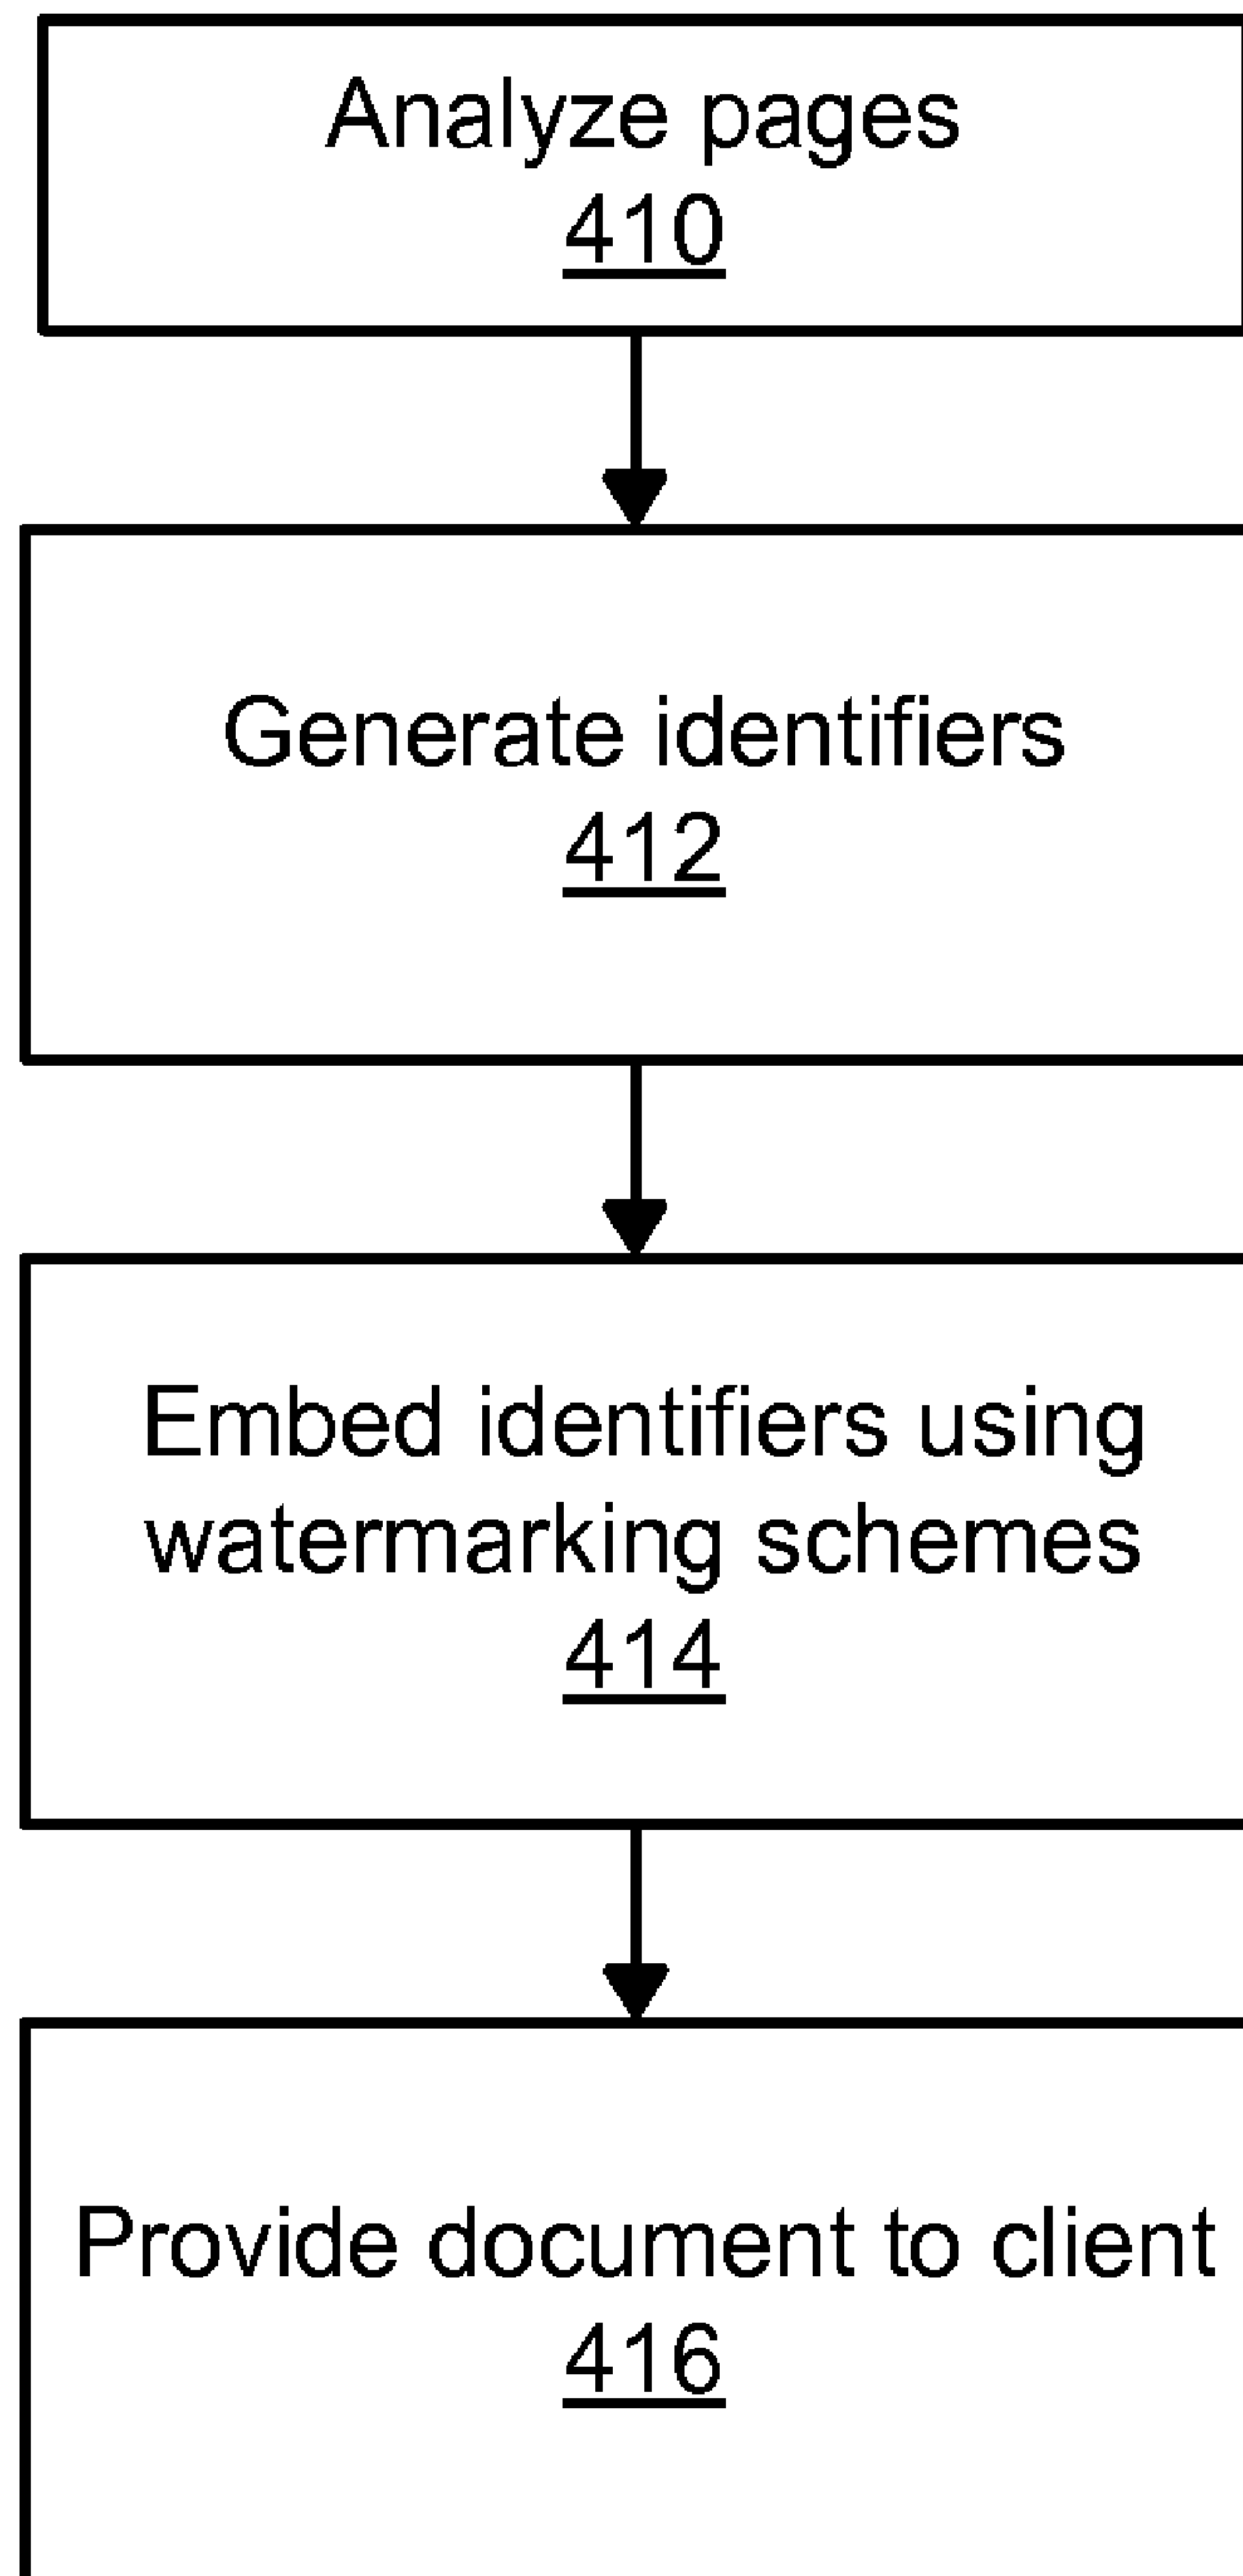 Analyze pages
410
Generate identifiers
412
Embed identifiers using
watermarking schemes
414
Provide document to client
416